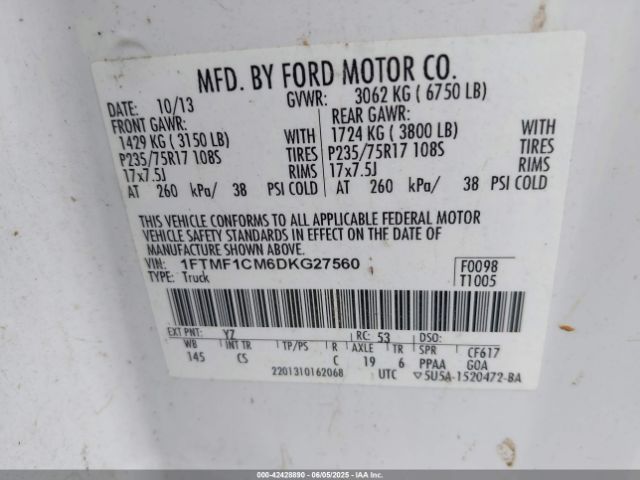 MFD. BY FORD MOTOR CO.
DATE: 10/13 GVWR: 3062 KG ( 6750 LB)
FRONT GAWR: REAR GAWR:
1429 KG ( 3150 LB) WITH 1724 KG ( 3800 LB) WITH
P235/75R17 108S TIRES P235/75R17 108S TIRES
17x7.5J RIMS 17x7.5J RIMS
AT 260 kPa/ 38 PSI COLD AT 260 kPa/ 38 PSI COLD
THIS VEHICLE CONFORMS TO ALL APPLICABLE FEDERAL MOTOR
VEHICLE SAFETY STANDARDS IN EFFECT ON THE DATE OF
MANUFACTURE SHOWN ABOVE.
VIN: 1FTMF1CM6DKG27560 F0098
TYPE: Truck T1005
EXT PNT: YZ RC: 53 DSO:
WB INT TR TP/PS R AXLE TR SPR CF617
145 CS C 19 6 PPAA GOA
2201310162068 UTC ▽5U5A-1520472-BA
000-42428890 - 06/05/2025 - IAAI.COM